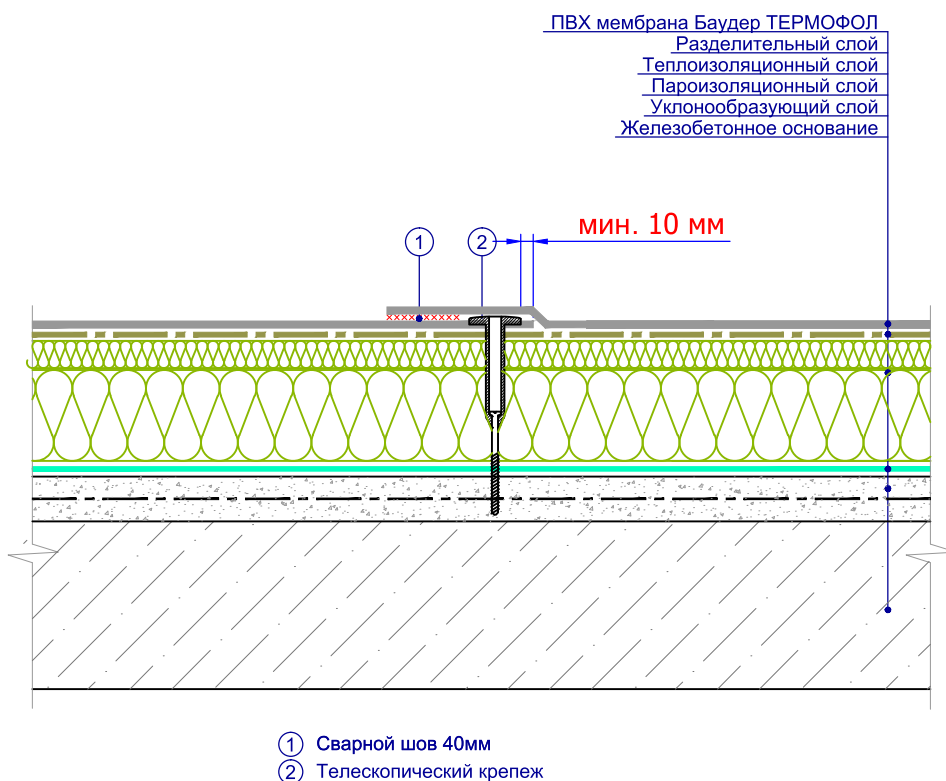 ПВХ мембрана Баудер ТЕРМОФОЛ
Разделительный слой
Теплоизоляционный слой
Пароизоляционный слой
Уклонообразующий слой
Железобетонное основание
мин. 10 мм
1
2
1 Сварной шов 40мм
2 Телескопический крепеж